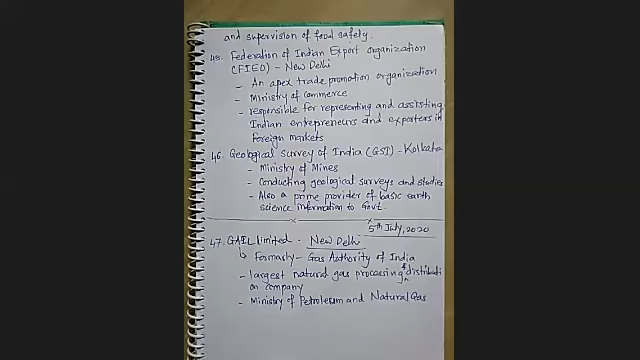 and supervision of food safety.
45. Federation of Indian Export Organization
(FIEO) - New Delhi
- An apex trade promotion organization
- Ministry of commerce
- responsible for representing and assisting
Indian entrepreneurs and exporters in
foreign markets
46. Geological Survey of India (GSI) - Kolkata
- Ministry of Mines
- Conducting geological surveys and studies
- Also a prime provider of basic earth
science information to Govt.
5th July, 2020
47. GAIL limited - New Delhi
↳ Formerly - Gas Authority of India
- largest natural gas processing & distributi
on company
- Ministry of Petroleum and Natural Gas